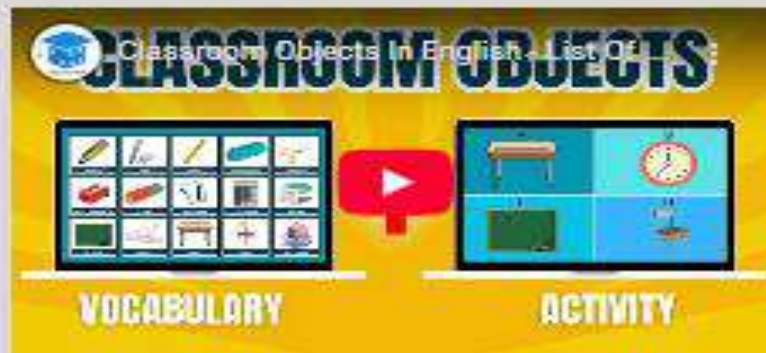 Classroom Objects In English - List Of...
CLASSROOM OBJECTS
VOCABULARY
ACTIVITY